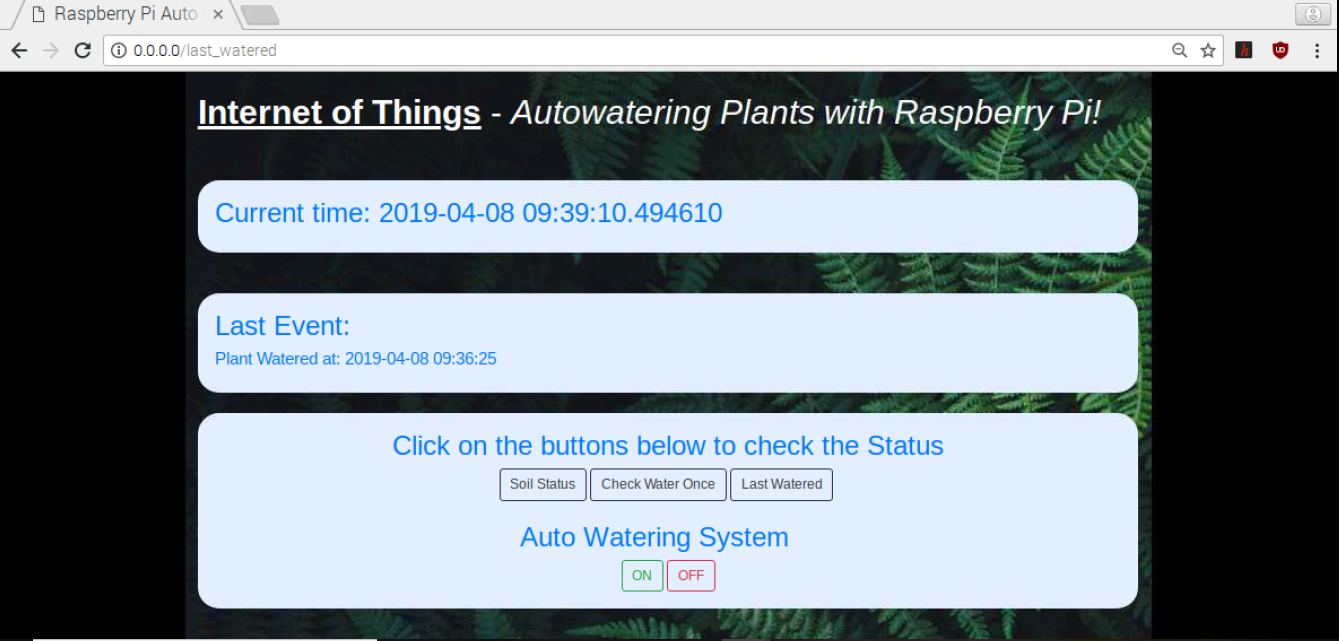 Raspberry Pi Auto
0.0.0.0/last_watered
Internet of Things - Autowatering Plants with Raspberry Pi!
Current time: 2019-04-08 09:39:10.494610
Last Event:
Plant Watered at: 2019-04-08 09:36:25
Click on the buttons below to check the Status
Soil Status Check Water Once Last Watered
Auto Watering System
ON OFF